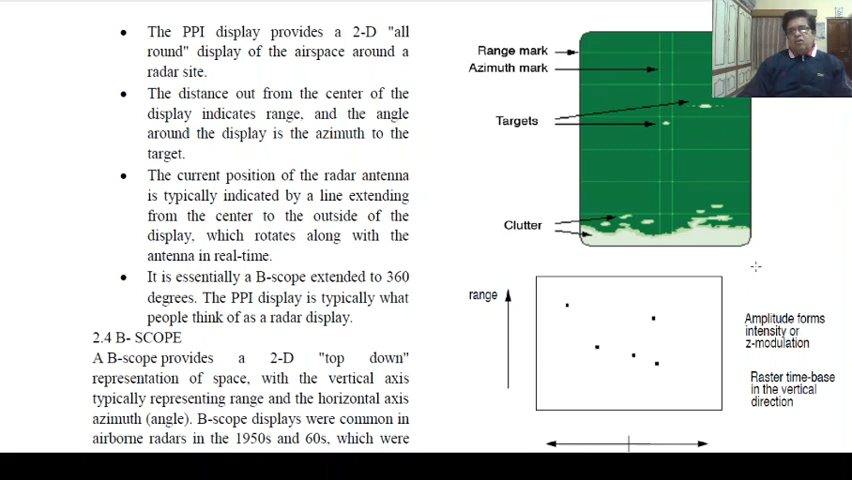 • The PPI display provides a 2-D "all
round" display of the airspace around a
radar site.
• The distance out from the center of the
display indicates range, and the angle
around the display is the azimuth to the
target.
• The current position of the radar antenna
is typically indicated by a line extending
from the center to the outside of the
display, which rotates along with the
antenna in real-time.
• It is essentially a B-scope extended to 360
degrees. The PPI display is typically what
people think of as a radar display.
2.4 B- SCOPE
A B-scope provides a 2-D "top down"
representation of space, with the vertical axis
typically representing range and the horizontal axis
azimuth (angle). B-scope displays were common in
airborne radars in the 1950s and 60s, which were
Range mark
Azimuth mark
Targets
Clutter
range
Amplitude forms
intensity or
z-modulation
Raster time-base
in the vertical
direction